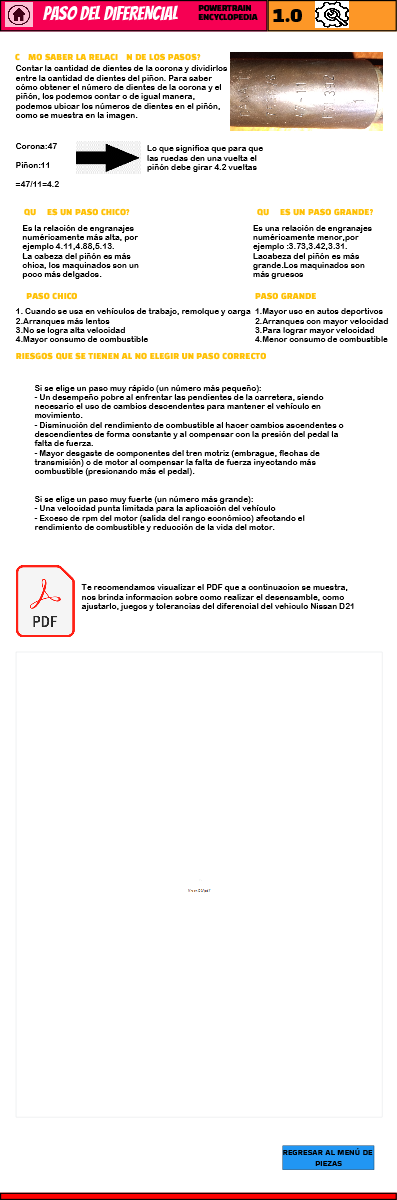 PASO DEL DIFERENCIAL
POWERTRAIN
ENCYCLOPEDIA
1.0
C MO SABER LA RELACI N DE LOS PASOS?
Contar la cantidad de dientes de la corona y dividirlos
entre la cantidad de dientes del piñon. Para saber
cómo obtener el número de dientes de la corona y el
piñón, los podemos contar o de igual manera,
podemos ubicar los números de dientes en el piñón,
como se muestra en la imagen.
Corona:47
Piñon:11
=47/11=4.2
Lo que significa que para que
las ruedas den una vuelta el
piñón debe girar 4.2 vueltas
QU ES UN PASO CHICO?
Es la relación de engranajes
numéricamente más alta, por
ejemplo 4.11,4.88,5.13.
La cabeza del piñón es más
chica, los maquinados son un
poco más delgados.
QU ES UN PASO GRANDE?
Es una relación de engranajes
numéricamente menor,por
ejemplo :3.73,3.42,3.31.
Lacabeza del piñón es más
grande.Los maquinados son
más gruesos
PASO CHICO
1. Cuando se usa en vehículos de trabajo, remolque y carga
2.Arranques más lentos
3.No se logra alta velocidad
4.Mayor consumo de combustible
PASO GRANDE
1.Mayor uso en autos deportivos
2.Arranques con mayor velocidad
3.Para lograr mayor velocidad
4.Menor consumo de combustible
RIESGOS QUE SE TIENEN AL NO ELEGIR UN PASO CORRECTO
Si se elige un paso muy rápido (un número más pequeño):
- Un desempeño pobre al enfrentar las pendientes de la carretera, siendo
necesario el uso de cambios descendentes para mantener el vehículo en
movimiento.
- Disminución del rendimiento de combustible al hacer cambios ascendentes o
descendientes de forma constante y al compensar con la presión del pedal la
falta de fuerza.
- Mayor desgaste de componentes del tren motriz (embrague, flechas de
transmisión) o de motor al compensar la falta de fuerza inyectando más
combustible (presionando más el pedal).
Si se elige un paso muy fuerte (un número más grande):
- Una velocidad punta limitada para la aplicación del vehículo
- Exceso de rpm del motor (salida del rango económico) afectando el
rendimiento de combustible y reducción de la vida del motor.
PDF
Te recomendamos visualizar el PDF que a continuacion se muestra,
nos brinda informacion sobre como realizar el desensamble, como
ajustarlo, juegos y tolerancias del diferencial del vehiculo Nissan D21
REGRESAR AL MENÚ DE
PIEZAS